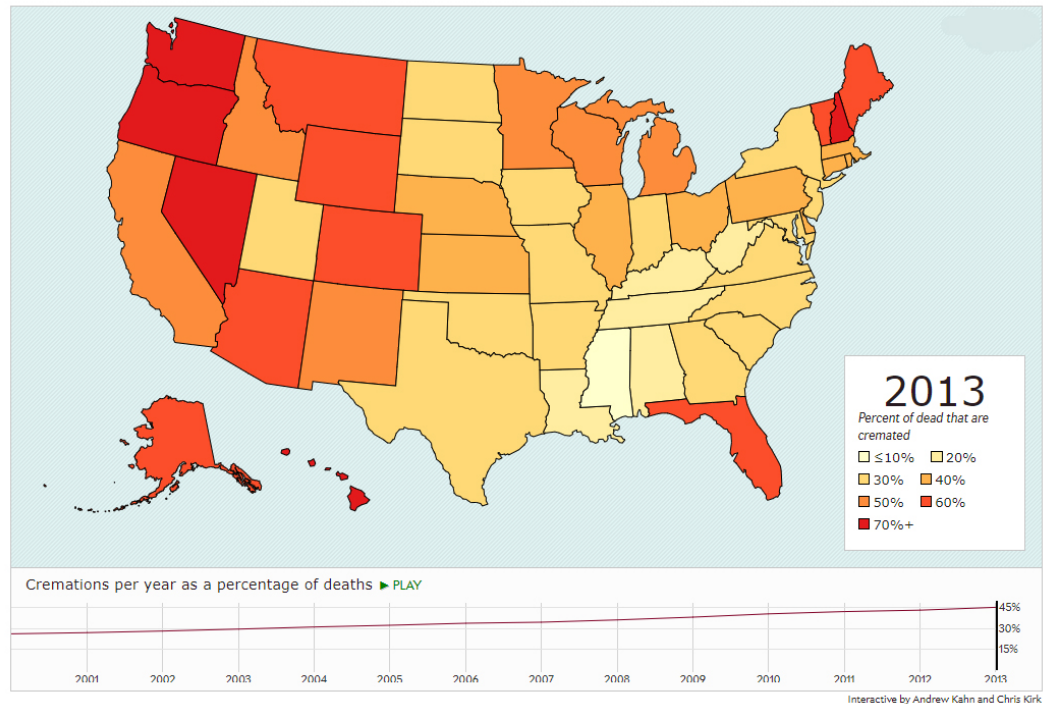 2013
Percent of dead that are
cremated
≤10% 20%
30% 40%
50% 60%
70%+
Cremations per year as a percentage of deaths ▶ PLAY
45%
30%
15%
2001 2002 2003 2004 2005 2006 2007 2008 2009 2010 2011 2012 2013
Interactive by Andrew Kahn and Chris Kirk